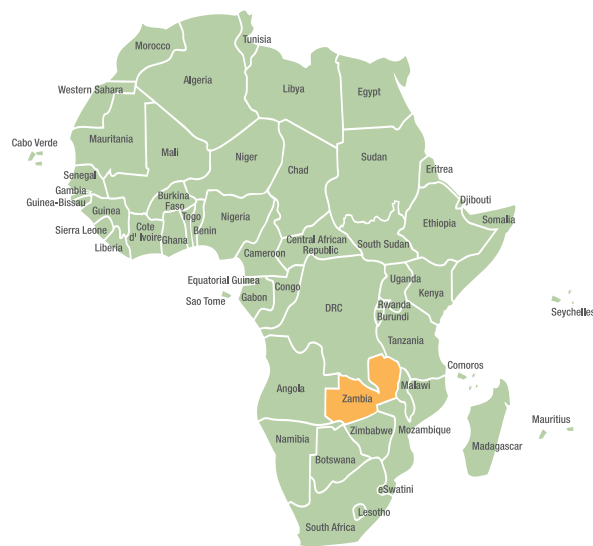 Tunisia
Morocco
Algeria
Libya
Egypt
Western Sahara
Mauritania
Cabo Verde
Mali
Niger
Chad
Sudan
Eritrea
Senegal
Gambia
Guinea-Bissau
Guinea
Burkina
Faso
Togo
Benin
Nigeria
Djibouti
Somalia
Ethiopia
Sierra Leone
Liberia
Cote
d' Ivoire
Ghana
Cameroon
Central African
Republic
South Sudan
Equatorial Guinea
Sao Tome
Gabon
Congo
DRC
Uganda
Kenya
Rwanda
Burundi
Seychelles
Tanzania
Comoros
Angola
Zambia
Malawi
Mauritius
Namibia
Zimbabwe
Mozambique
Madagascar
Botswana
eSwatini
Lesotho
South Africa